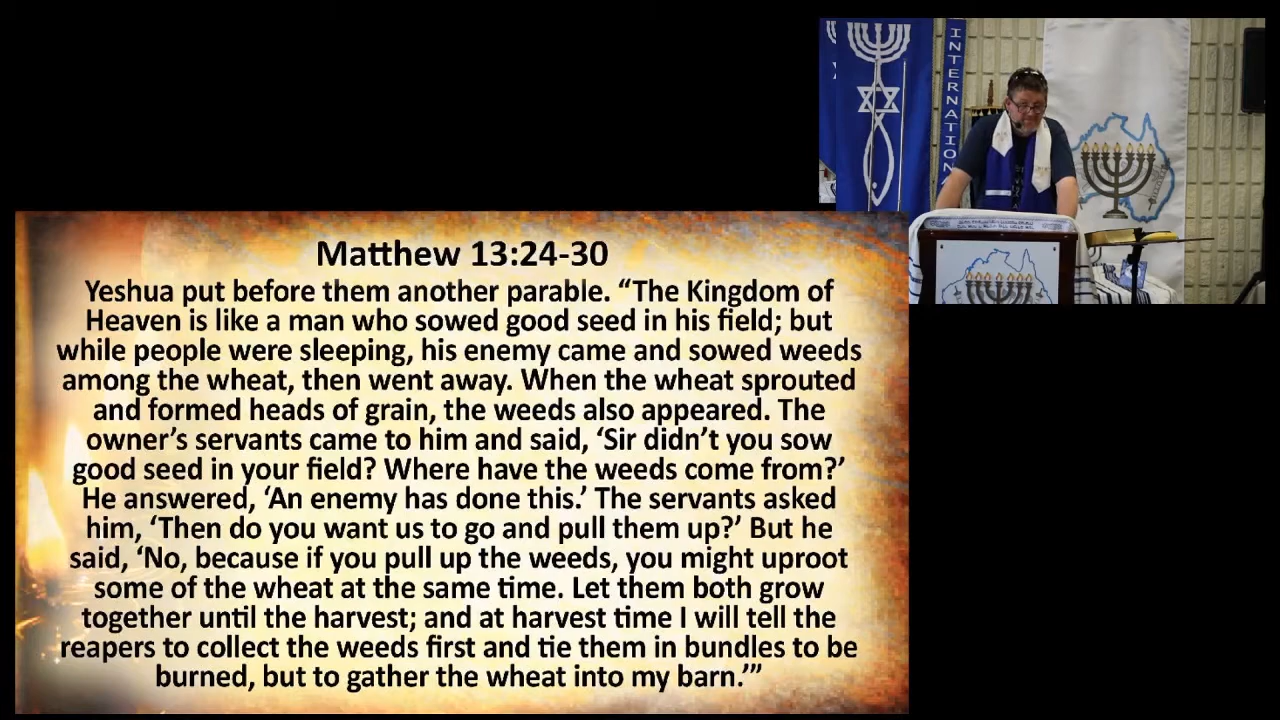 INTERNATIONA
Matthew 13:24-30
Yeshua put before them another parable. “The Kingdom of
Heaven is like a man who sowed good seed in his field; but
while people were sleeping, his enemy came and sowed weeds
among the wheat, then went away. When the wheat sprouted
and formed heads of grain, the weeds also appeared. The
owner’s servants came to him and said, ‘Sir didn’t you sow
good seed in your field? Where have the weeds come from?’
He answered, ‘An enemy has done this.’ The servants asked
him, ‘Then do you want us to go and pull them up?’ But he
said, ‘No, because if you pull up the weeds, you might uproot
some of the wheat at the same time. Let them both grow
together until the harvest; and at harvest time I will tell the
reapers to collect the weeds first and tie them in bundles to be
burned, but to gather the wheat into my barn.’”